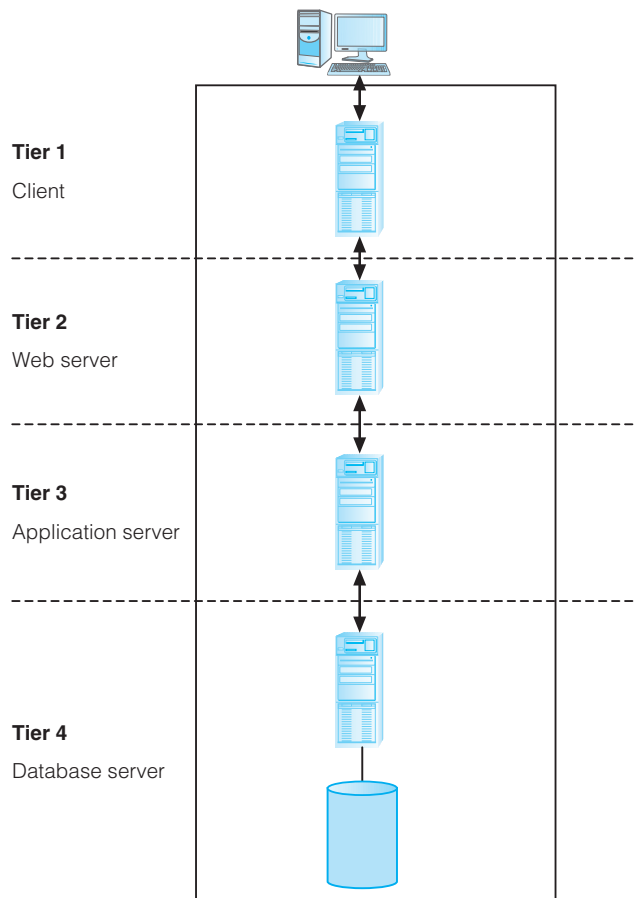 Tier 1
Client
Tier 2
Web server
Tier 3
Application server
Tier 4
Database server